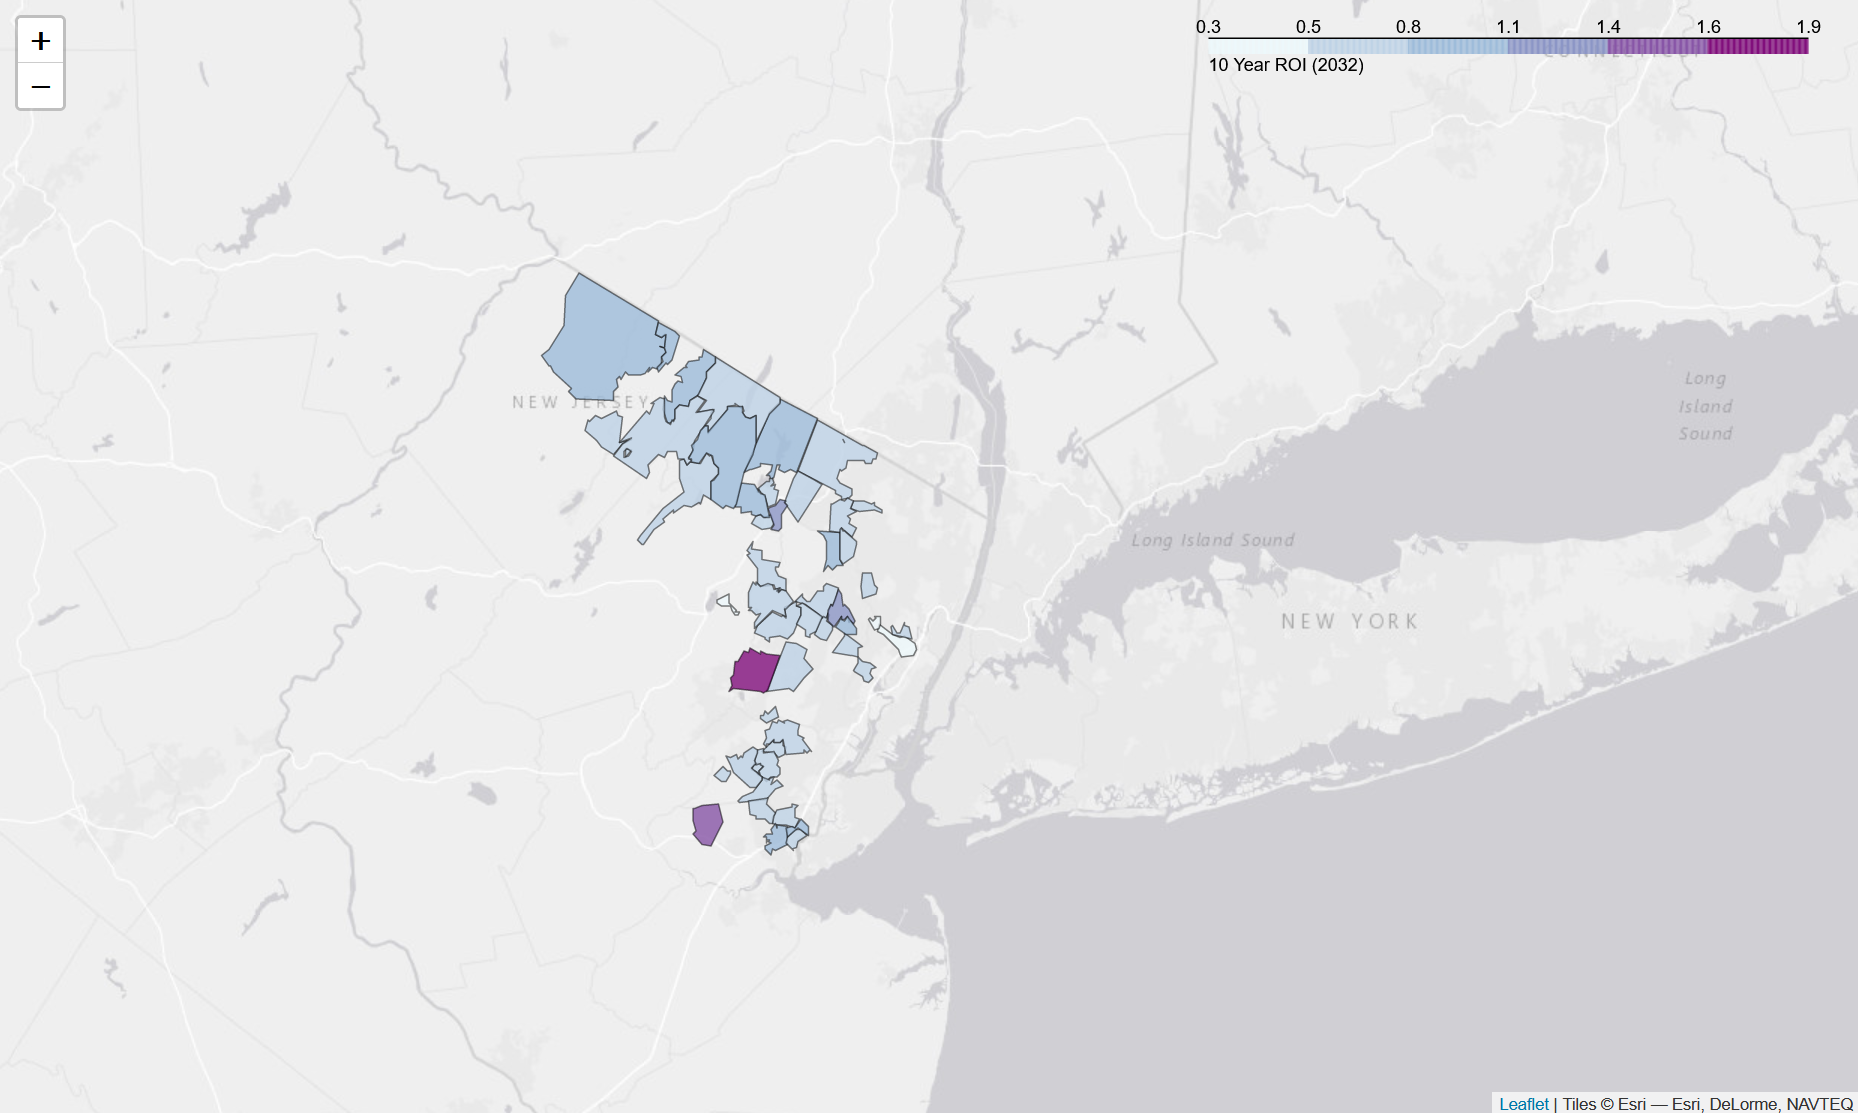 +
−
0.3 0.5 0.8 1.1 1.4 1.6 1.9
CONNECTICUT
10 Year ROI (2032)
NEW JERSEY
Long
Island
Sound
Long Island Sound
NEW YORK
Leaflet | Tiles © Esri — Esri, DeLorme, NAVTEQ